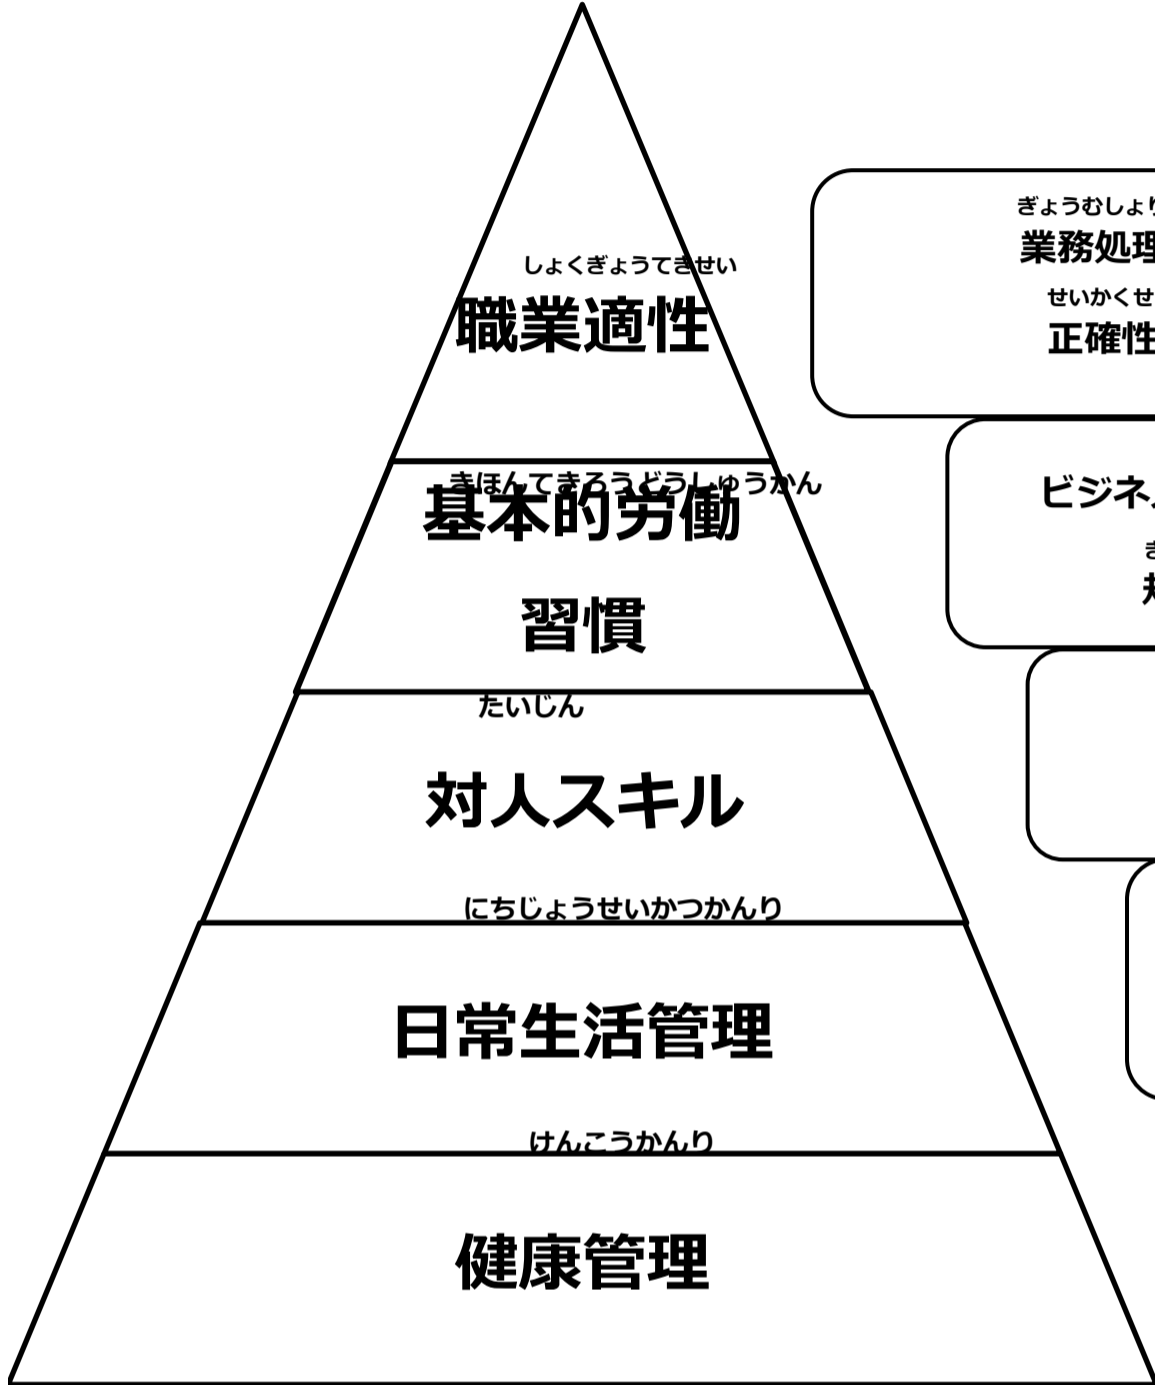 しょくぎょうてきせい
職業適性
きほんてきろうどうしゅうかん
基本的労働
習慣
たいじん
対人スキル
にちじょうせいかつかんり
日常生活管理
けんこうかんり
健康管理
ぎょうむしょり
業務処理
せいかくせ
正確性
ビジネ